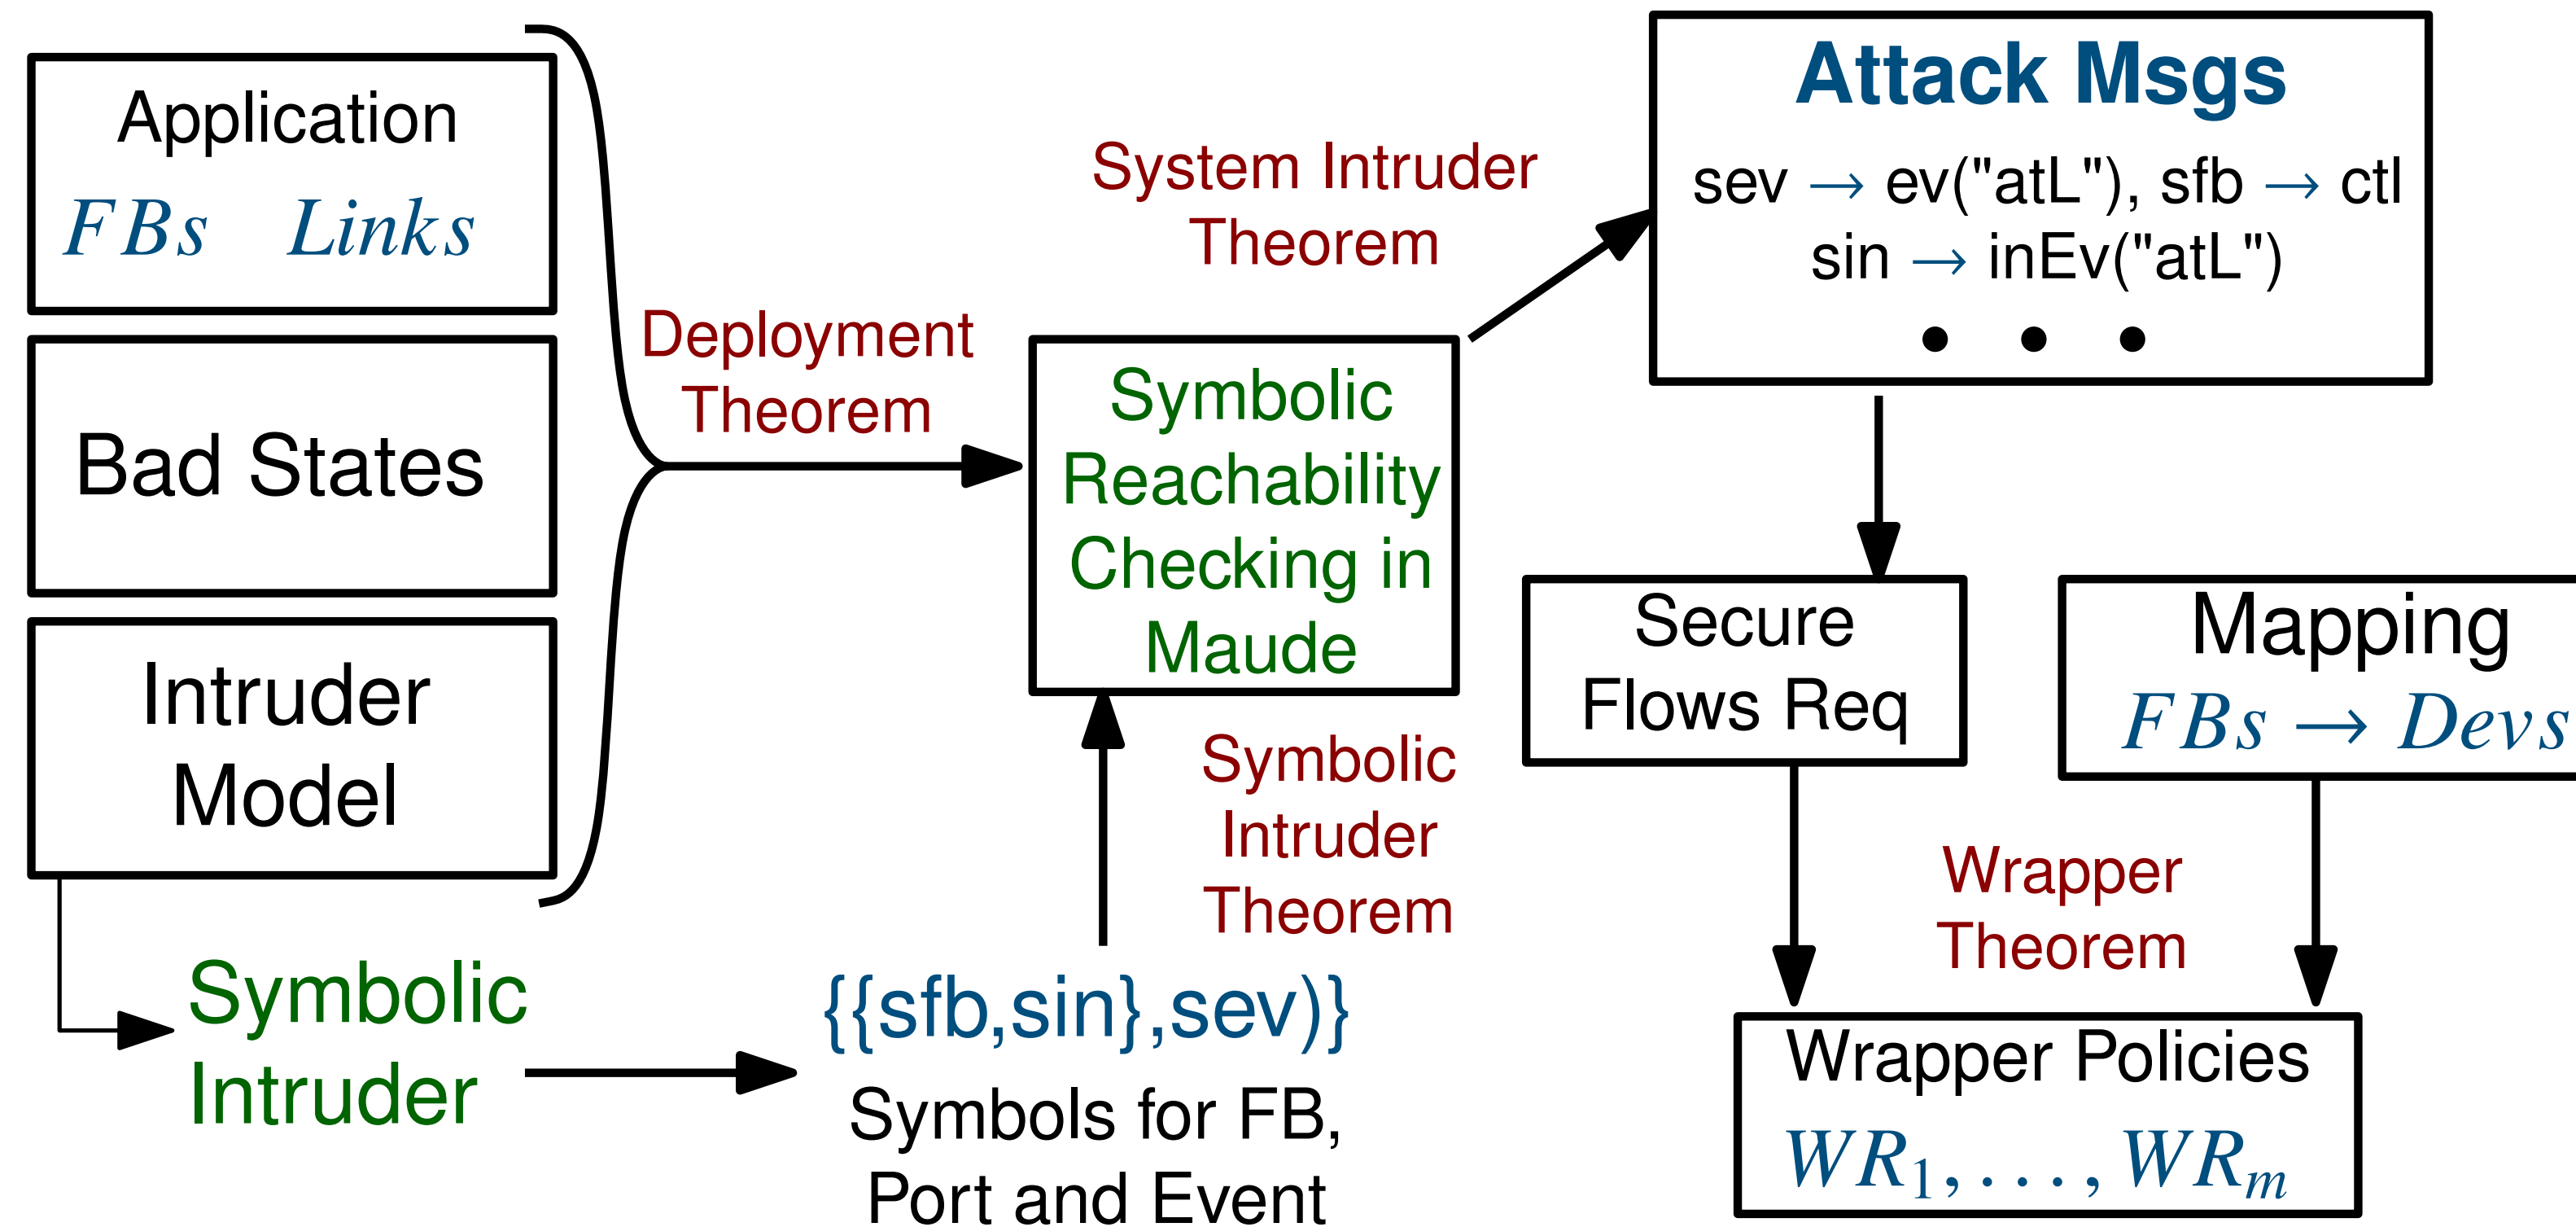 Application
FBs Links
Bad States
Intruder
Model
Symbolic
Intruder
Deployment
Theorem
{{sfb,sin},sev)}
Symbols for FB,
Port and Event
Symbolic
Reachability
Checking in
Maude
Symbolic
Intruder
Theorem
System Intruder
Theorem
Attack Msgs
sev → ev("atL"), sfb → ctl
sin → inEv("atL")
• • •
Secure
Flows Req
Mapping
FBs → Devs
Wrapper
Theorem
Wrapper Policies
WR₁, . . . , WRₘ